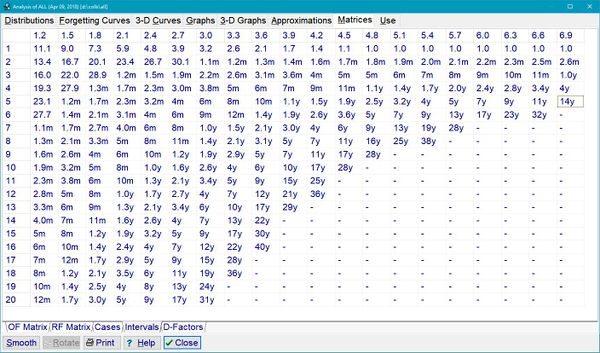 Analysis of ALL (Apr 09, 2018) [d:\colls\all]
Distributions Forgetting Curves 3-D Curves Graphs 3-D Graphs Approximations Matrices Use
1.2 1.5 1.8 2.1 2.4 2.7 3.0 3.3 3.6 3.9 4.2 4.5 4.8 5.1 5.4 5.7 6.0 6.3 6.6 6.9
1 11.1 9.0 7.3 5.9 4.8 3.9 3.2 2.6 2.1 1.7 1.4 1.1 1.0 1.0 1.0 1.0 1.0 1.0 1.0 1.0
2 13.4 16.7 20.1 23.4 26.7 30.1 1.1m 1.2m 1.3m 1.4m 1.6m 1.7m 1.8m 1.9m 2.0m 2.1m 2.2m 2.3m 2.5m 2.6m
3 16.0 22.0 28.9 1.2m 1.5m 1.9m 2.2m 2.6m 3.1m 3.6m 4m 5m 5m 6m 7m 8m 9m 10m 11m 1.0y
4 19.3 27.9 1.3m 1.7m 2.3m 3.0m 3.8m 5m 6m 7m 9m 11m 1.1y 1.4y 1.7y 2.0y 2.4y 2.8y 3.4y 4y
5 23.1 1.2m 1.7m 2.3m 3.2m 4m 6m 8m 10m 1.1y 1.5y 1.9y 2.5y 3.2y 4y 5y 7y 9y 11y 14y
6 27.7 1.4m 2.1m 3.1m 4m 6m 9m 12m 1.4y 1.9y 2.6y 3.6y 5y 7y 9y 13y 17y 23y 32y -
7 1.1m 1.7m 2.7m 4.0m 6m 8m 1.0y 1.5y 2.1y 3.0y 4y 6y 9y 13y 19y 28y - - - -
8 1.3m 2.1m 3.3m 5m 8m 11m 1.4y 2.1y 3.1y 5y 7y 11y 16y 25y 38y - - - - -
9 1.6m 2.6m 4m 6m 10m 1.2y 1.9y 2.9y 5y 7y 11y 17y 28y - - - - - - -
10 1.9m 3.2m 5m 8m 1.0y 1.6y 2.6y 4y 6y 10y 17y 28y - - - - - - - -
11 2.3m 3.8m 6m 10m 1.3y 2.1y 3.4y 5y 9y 15y 25y - - - - - - - - -
12 2.8m 5m 8m 1.0y 1.7y 2.7y 4y 7y 12y 21y 36y - - - - - - - - -
13 3.3m 6m 9m 1.3y 2.1y 3.4y 6y 10y 17y 29y - - - - - - - - - -
14 4.0m 7m 11m 1.6y 2.6y 4y 7y 13y 22y - - - - - - - - - - -
15 5m 8m 1.2y 1.9y 3.2y 5y 9y 17y 30y - - - - - - - - - - -
16 6m 10m 1.4y 2.4y 4y 7y 12y 22y 40y - - - - - - - - - - -
17 7m 12m 1.7y 2.9y 5y 9y 15y 28y - - - - - - - - - - - -
18 8m 1.2y 2.1y 3.5y 6y 11y 19y 36y - - - - - - - - - - - -
19 10m 1.5y 2.5y 4y 8y 13y 24y - - - - - - - - - - - - -
20 12m 1.7y 3.0y 5y 9y 17y 31y - - - - - - - - - - - - -
OF Matrix RF Matrix Cases Intervals D-Factors
Smooth Rotate Print ? Help Close